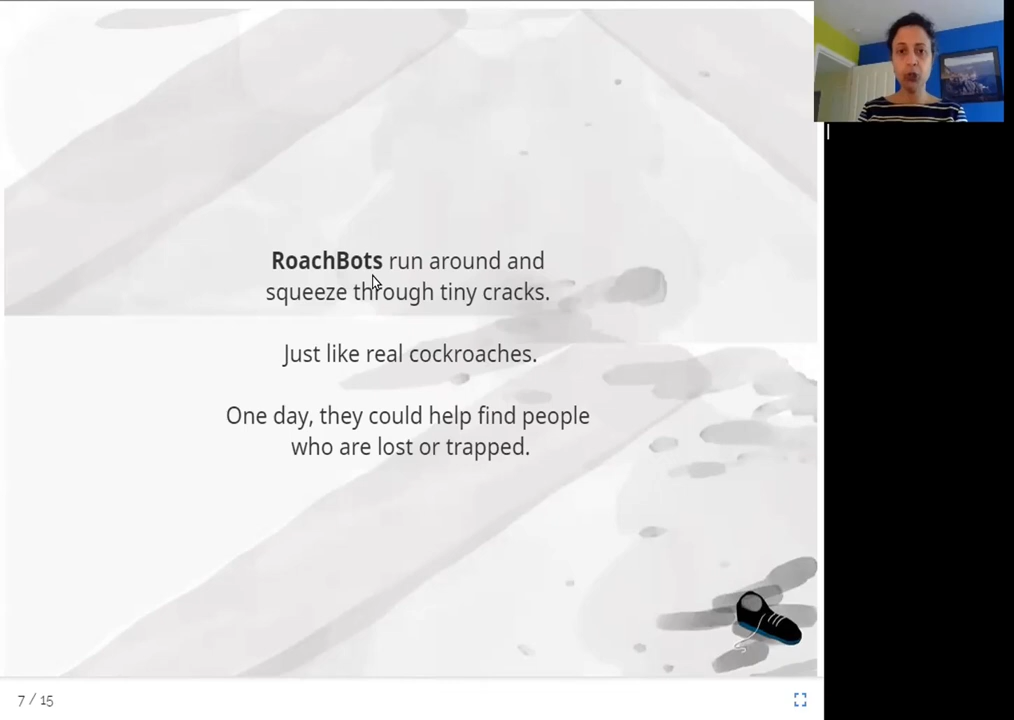 RoachBots run around and
squeeze through tiny cracks.
Just like real cockroaches.
One day, they could help find people
who are lost or trapped.
7 / 15